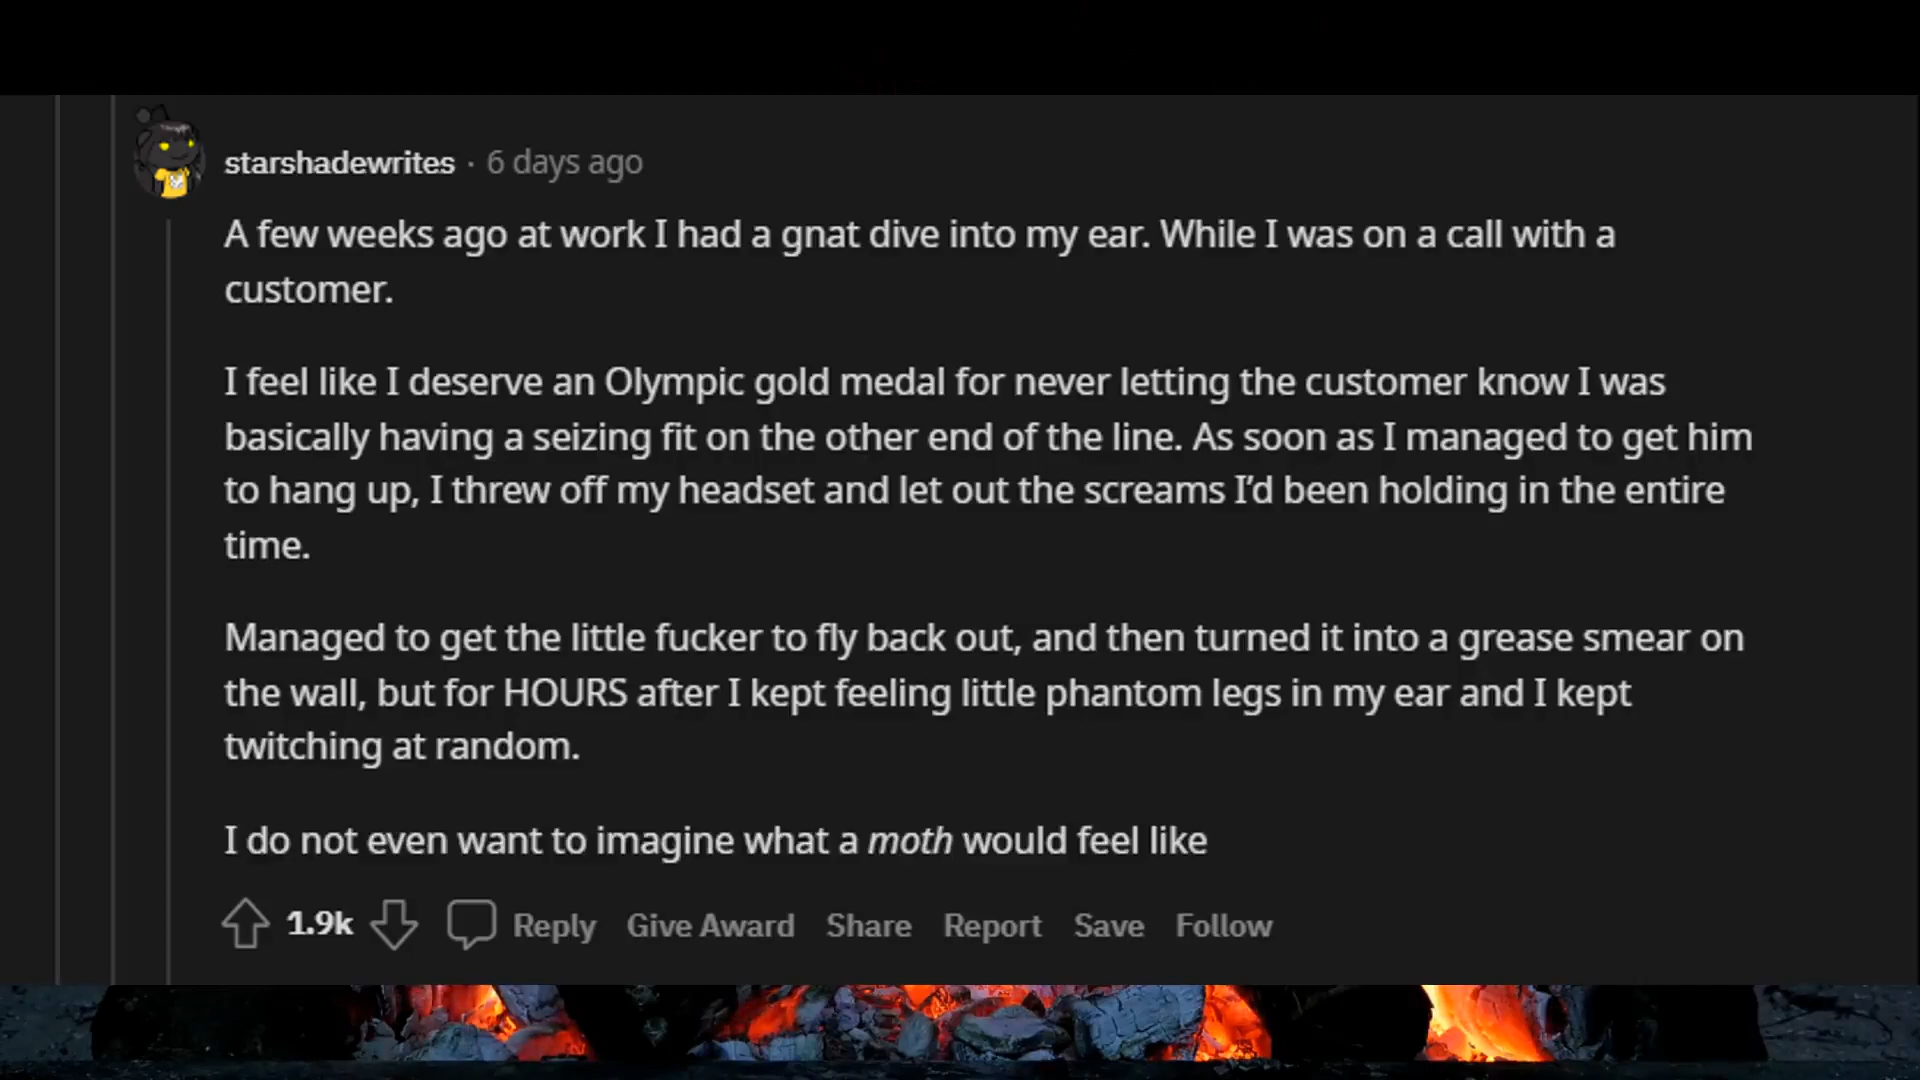 starshadewrites · 6 days ago
A few weeks ago at work I had a gnat dive into my ear. While I was on a call with a
customer.
I feel like I deserve an Olympic gold medal for never letting the customer know I was
basically having a seizing fit on the other end of the line. As soon as I managed to get him
to hang up, I threw off my headset and let out the screams I'd been holding in the entire
time.
Managed to get the little fucker to fly back out, and then turned it into a grease smear on
the wall, but for HOURS after I kept feeling little phantom legs in my ear and I kept
twitching at random.
I do not even want to imagine what a moth would feel like
1.9k Reply Give Award Share Report Save Follow